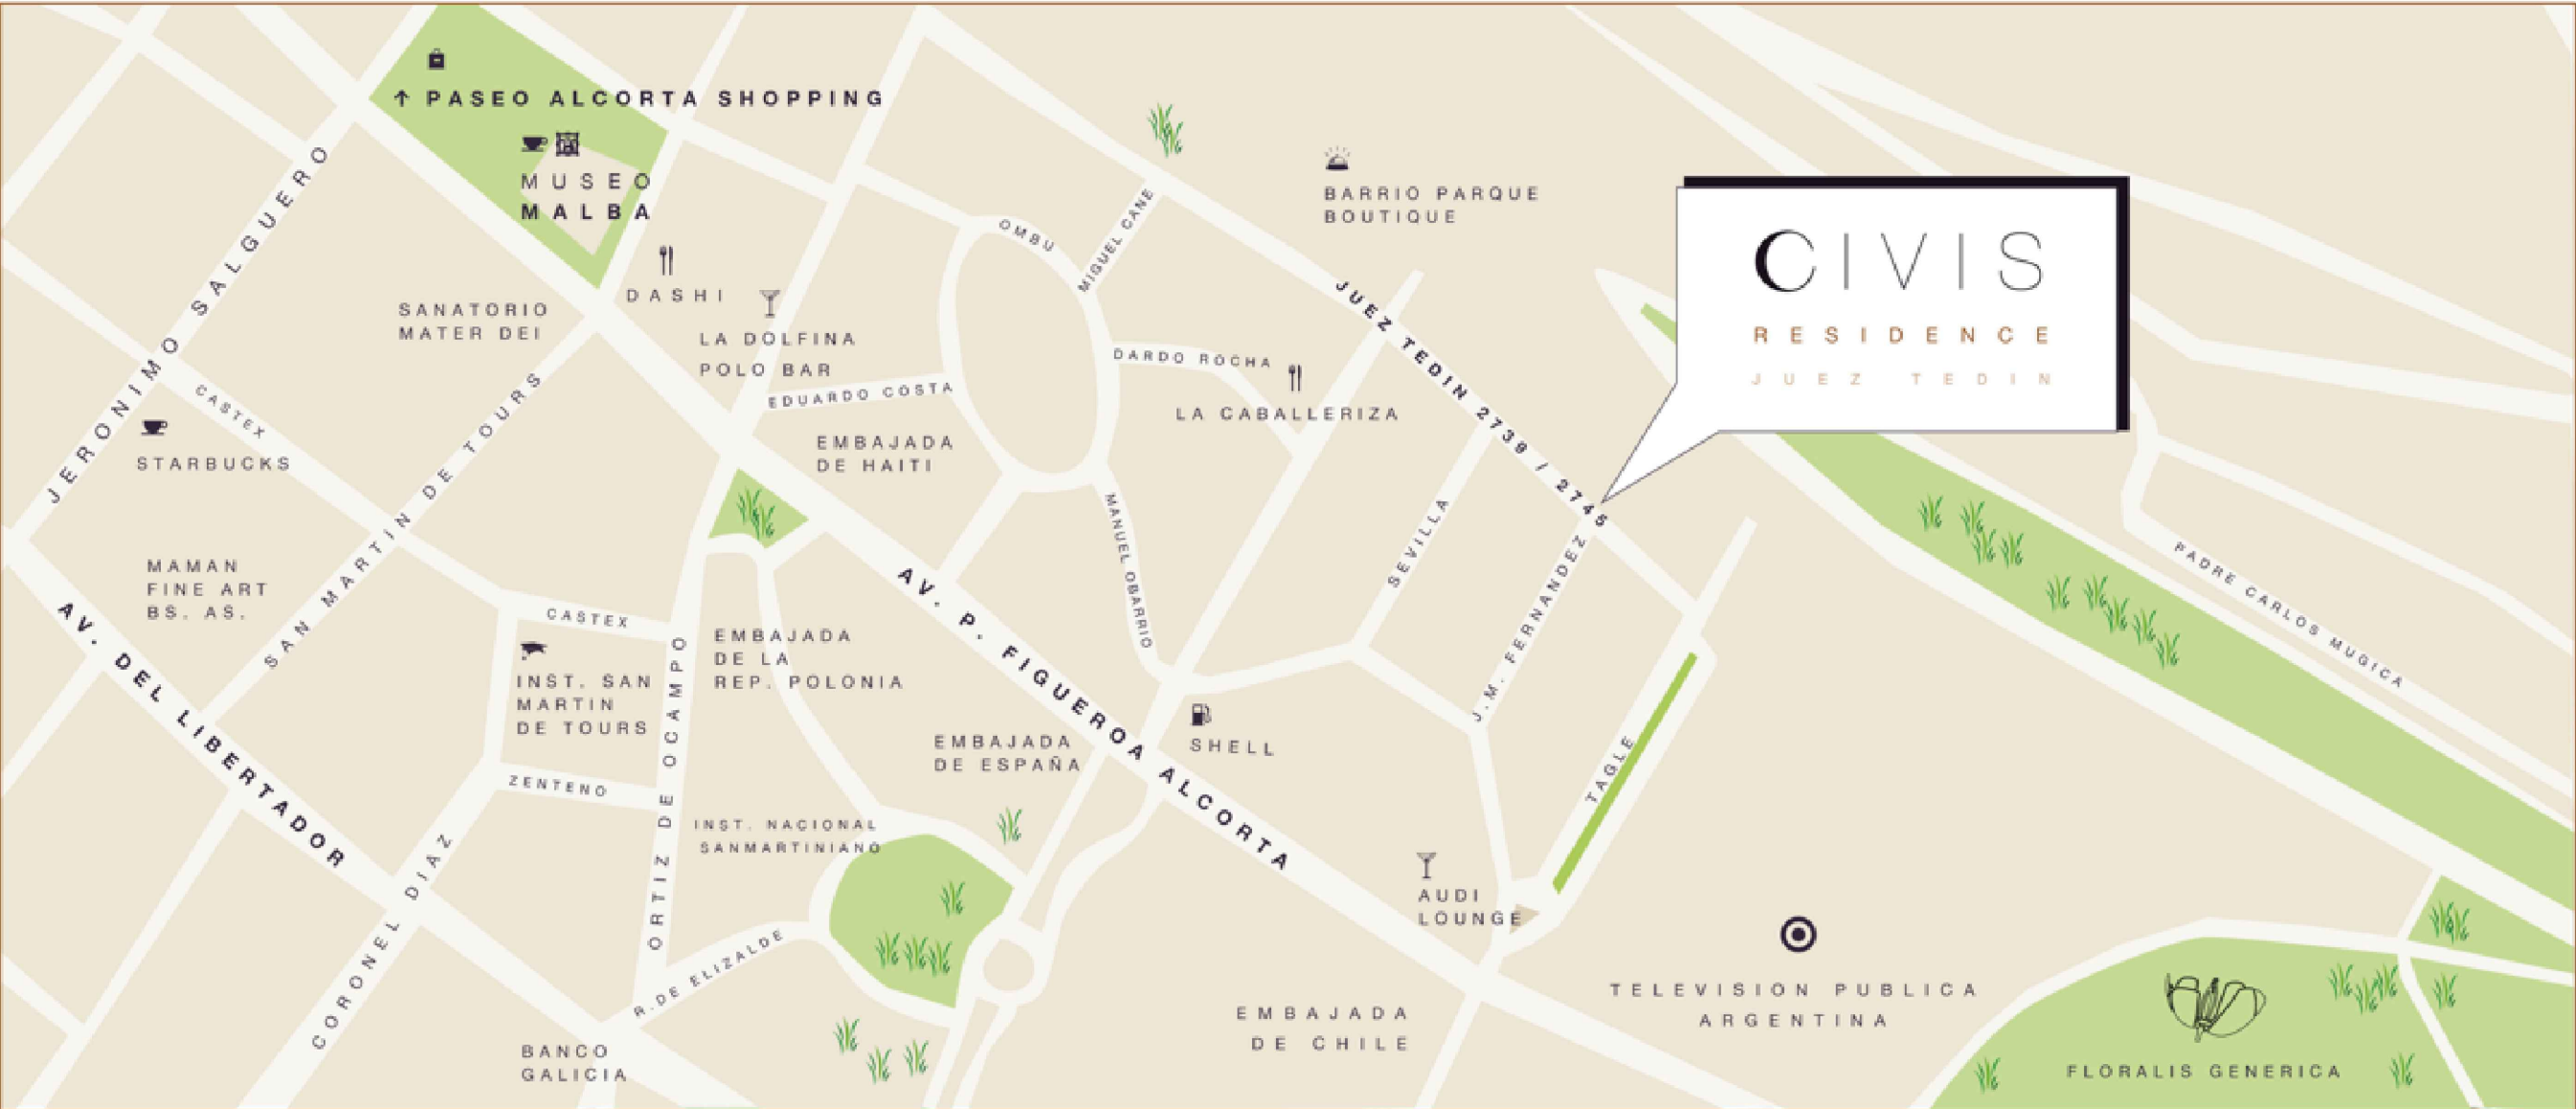 ↑ PASEO ALCORTA SHOPPING
MUSEO
MALBA
JERONIMO SALGUERO
SANATORIO
MATER DEI
DASHI
LA DOLFINA
POLO BAR
EDUARDO COSTA
OMBU
MIGUEL CANE
BARRIO PARQUE
BOUTIQUE
CIVIS
RESIDENCE
JUEZ TEDIN
JUEZ TEDIN 2739 / 2745
DARDO ROCHA
LA CABALLERIZA
CASTEX
STARBUCKS
SAN MARTIN DE TOURS
EMBAJADA
DE HAITI
MANUEL OBARRIO
SEVILLA
J.M. FERNANDEZ
PADRE CARLOS MUGICA
MAMAN
FINE ART
BS. AS.
AV. DEL LIBERTADOR
CASTEX
INST. SAN
MARTIN
DE TOURS
ORTIZ DE OCAMPO
EMBAJADA
DE LA
REP. POLONIA
AV. P. FIGUEROA ALCORTA
EMBAJADA
DE ESPAÑA
SHELL
TAGLE
ZENTENO
INST. NACIONAL
SANMARTINIANO
CORONEL DIAZ
R. DE ELIZALDE
AUDI
LOUNGE
TELEVISION PUBLICA
ARGENTINA
EMBAJADA
DE CHILE
BANCO
GALICIA
FLORALIS GENERICA